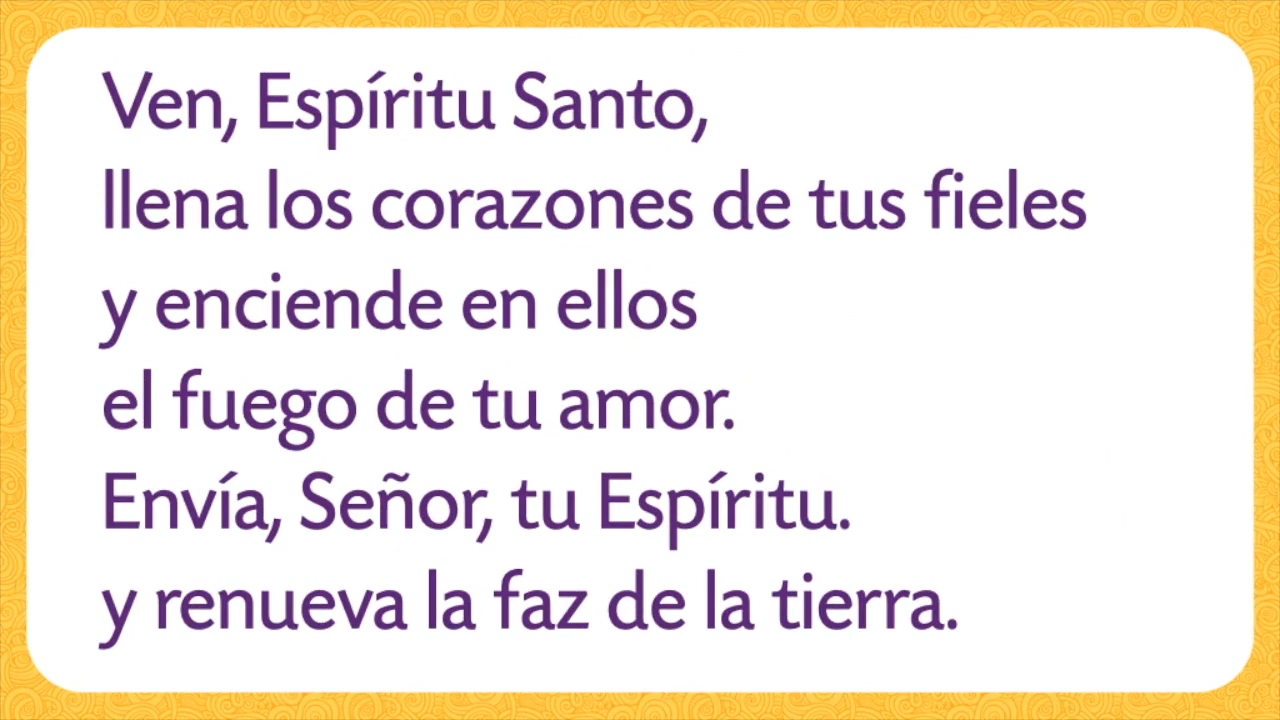 Ven, Espíritu Santo,
llena los corazones de tus fieles
y enciende en ellos
el fuego de tu amor.
Envía, Señor, tu Espíritu.
y renueva la faz de la tierra.